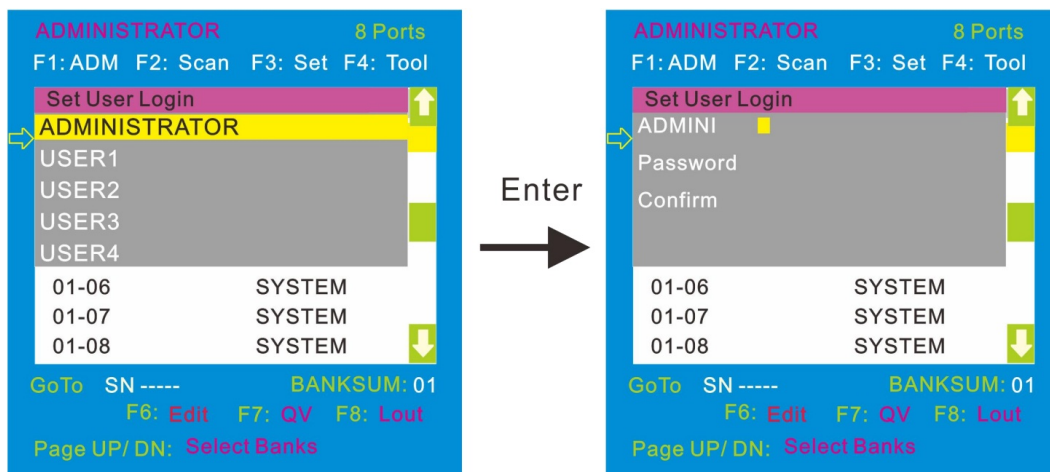 ADMINISTRATOR 8 Ports
F1: ADM F2: Scan F3: Set F4: Tool
Set User Login
ADMINISTRATOR
USER1
USER2
USER3
USER4
01-06 SYSTEM
01-07 SYSTEM
01-08 SYSTEM
GoTo SN ----- BANKSUM: 01
F6: Edit F7: QV F8: Lout
Page UP/ DN: Select Banks
Enter
ADMINISTRATOR 8 Ports
F1: ADM F2: Scan F3: Set F4: Tool
Set User Login
ADMINI
Password
Confirm
01-06 SYSTEM
01-07 SYSTEM
01-08 SYSTEM
GoTo SN ----- BANKSUM: 01
F6: Edit F7: QV F8: Lout
Page UP/ DN: Select Banks